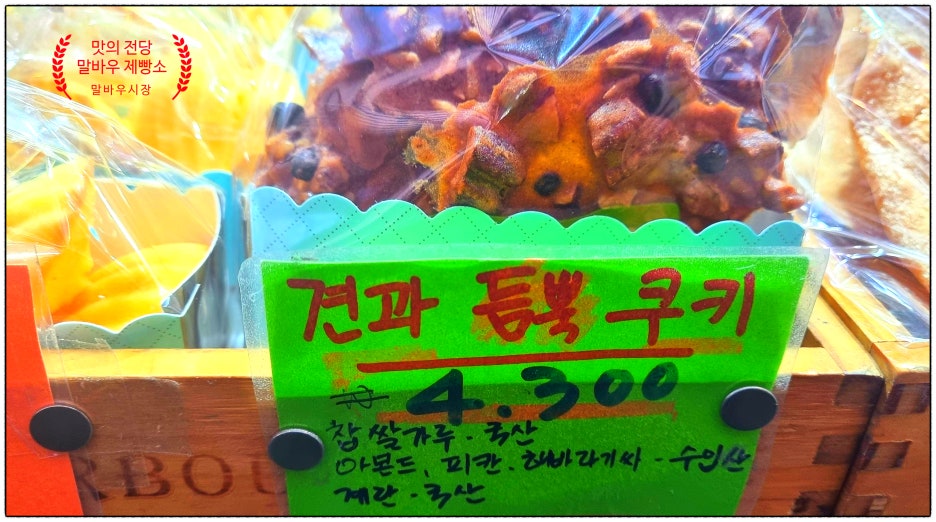 맛의 전당
말바우 제빵소
말바우시장
견과 듬뿍 쿠키
₩ 4.300
찹쌀가루 · 국산
아몬드, 피칸 · 해바라기씨 · 수입산
계란 · 국산
RBOU